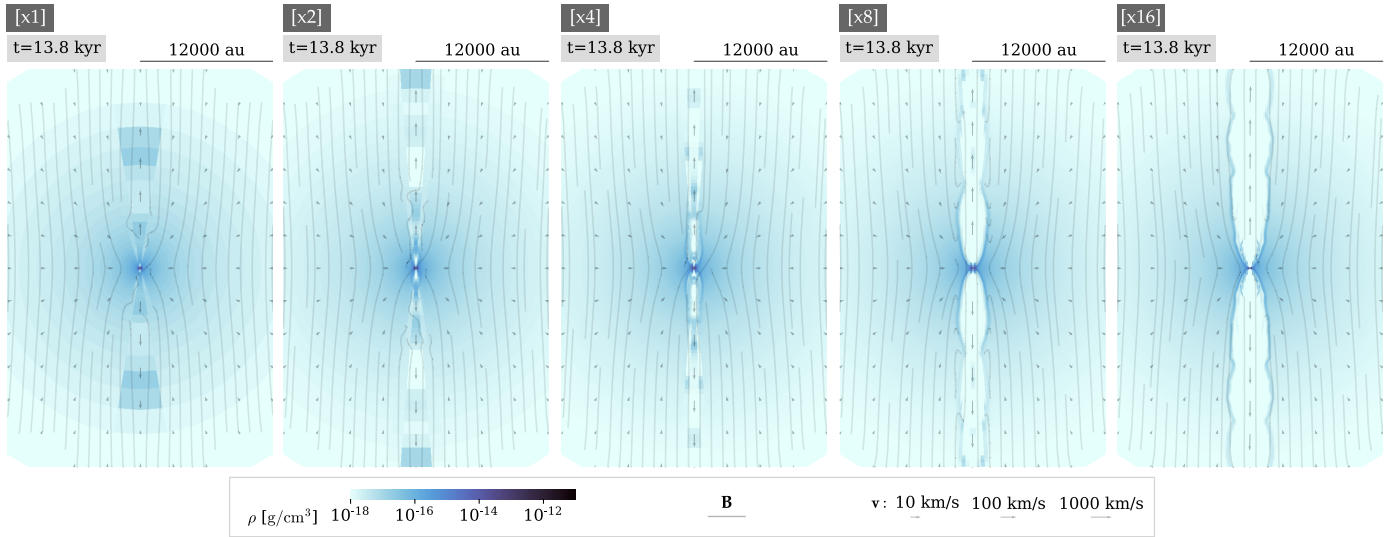 [x1] [x2] [x4] [x8] [x16]
t=13.8 kyr 12000 au t=13.8 kyr 12000 au t=13.8 kyr 12000 au t=13.8 kyr 12000 au t=13.8 kyr 12000 au
ρ [g/cm³] 10⁻¹⁸ 10⁻¹⁶ 10⁻¹⁴ 10⁻¹² B v: 10 km/s 100 km/s 1000 km/s